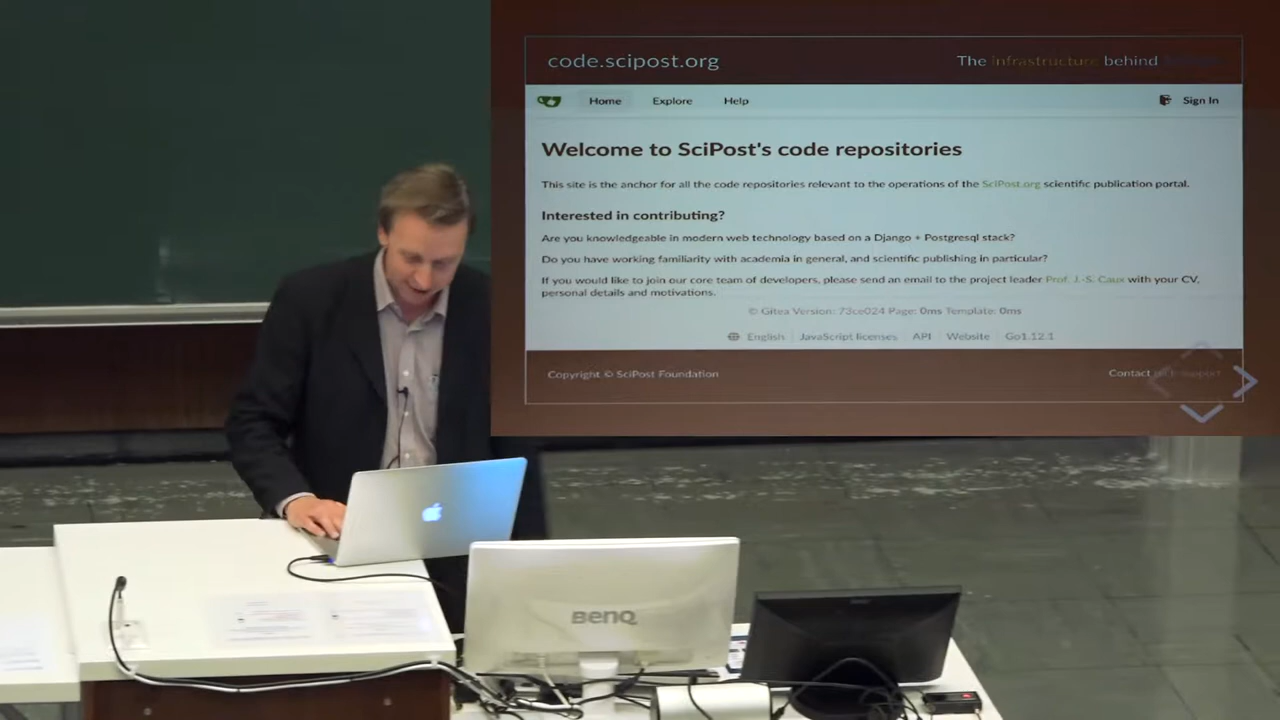 code.scipost.org
The infrastructure behind
Home Explore Help Sign In
Welcome to SciPost's code repositories
This site is the anchor for all the code repositories relevant to the operations of the SciPost.org scientific publication portal.
Interested in contributing?
Are you knowledgeable in modern web technology based on a Django + Postgresql stack?
Do you have working familiarity with academia in general, and scientific publishing in particular?
If you would like to join our core team of developers, please send an email to the project leader Prof. J.-S. Caux with your CV,
personal details and motivations.
© Gitea Version: 73ce024 Page: 0ms Template: 0ms
English JavaScript licenses API Website Go1.12.1
Copyright © SciPost Foundation
Contact
BenQ